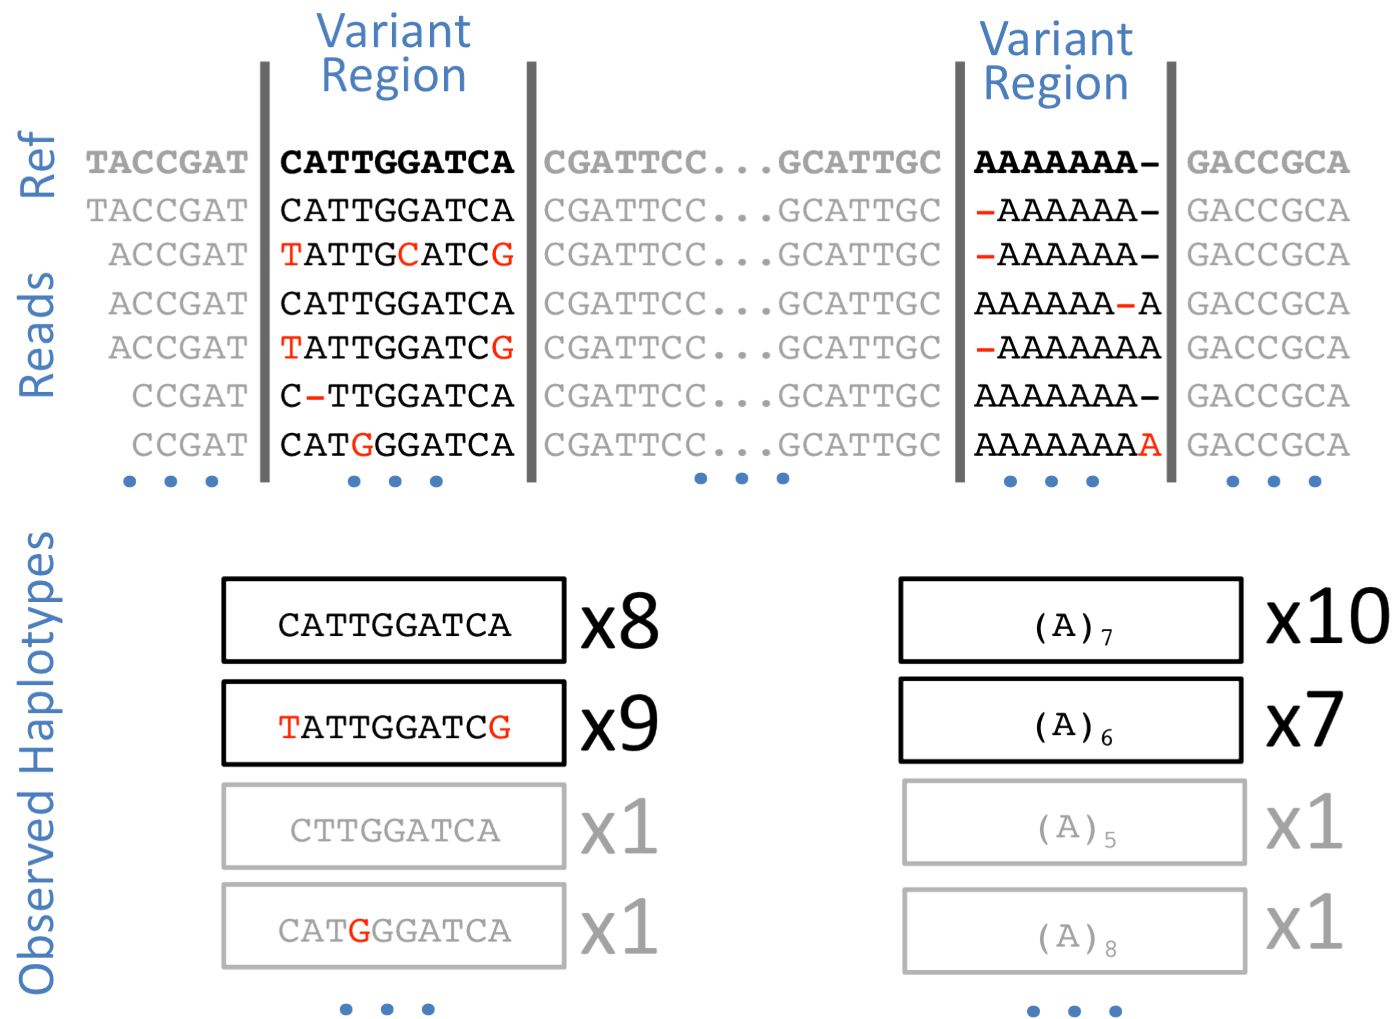 Variant Region
Variant Region
Ref
TACCGAT CATTGGATCA CGATTCC...GCATTGC AAAAAAA– GACCGCA
Reads
TACCGAT CATTGGATCA CGATTCC...GCATTGC –AAAAAA– GACCGCA
ACCGAT TATTGCATCG CGATTCC...GCATTGC –AAAAAA– GACCGCA
ACCGAT CATTGGATCA CGATTCC...GCATTGC AAAAAA–A GACCGCA
ACCGAT TATTGGATCG CGATTCC...GCATTGC –AAAAAAA GACCGCA
CCGAT C–TTGGATCA CGATTCC...GCATTGC AAAAAAA– GACCGCA
CCGAT CATGGGATCA CGATTCC...GCATTGC AAAAAAAA GACCGCA
Observed Haplotypes
CATTGGATCA x8
(A)7 x10
TATTGGATCG x9
(A)6 x7
CTTGGATCA x1
(A)5 x1
CATGGGATCA x1
(A)8 x1